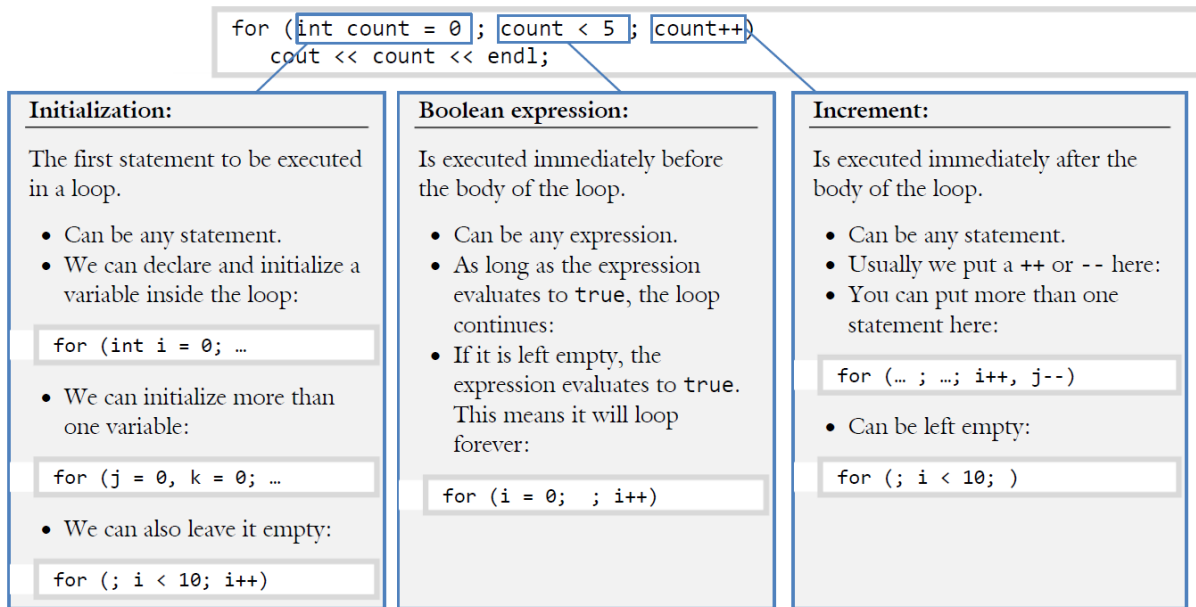 for (int count = 0 ; count < 5 ; count++)
cout << count << endl;
Initialization:
The first statement to be executed
in a loop.
• Can be any statement.
• We can declare and initialize a
variable inside the loop:
for (int i = 0; …
• We can initialize more than
one variable:
for (j = 0, k = 0; …
• We can also leave it empty:
for (; i < 10; i++)
Boolean expression:
Is executed immediately before
the body of the loop.
• Can be any expression.
• As long as the expression
evaluates to true, the loop
continues:
• If it is left empty, the
expression evaluates to true.
This means it will loop
forever:
for (i = 0;  ; i++)
Increment:
Is executed immediately after the
body of the loop.
• Can be any statement.
• Usually we put a ++ or -- here:
• You can put more than one
statement here:
for (… ; …; i++, j--)
• Can be left empty:
for (; i < 10; )